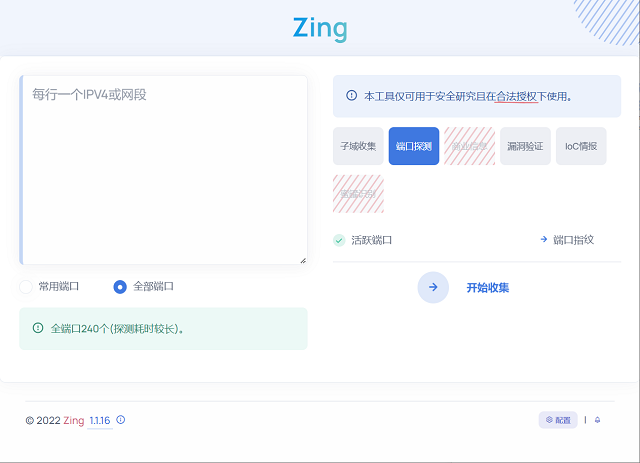 Zing
每行一个IPV4或网段
本工具仅可用于安全研究且在合法授权下使用。
子域收集 端口探测 漏洞验证 IoC情报
活跃端口 端口指纹
常用端口 全部端口
开始收集
全端口240个(探测耗时较长)。
© 2022 Zing 1.1.16
配置 |